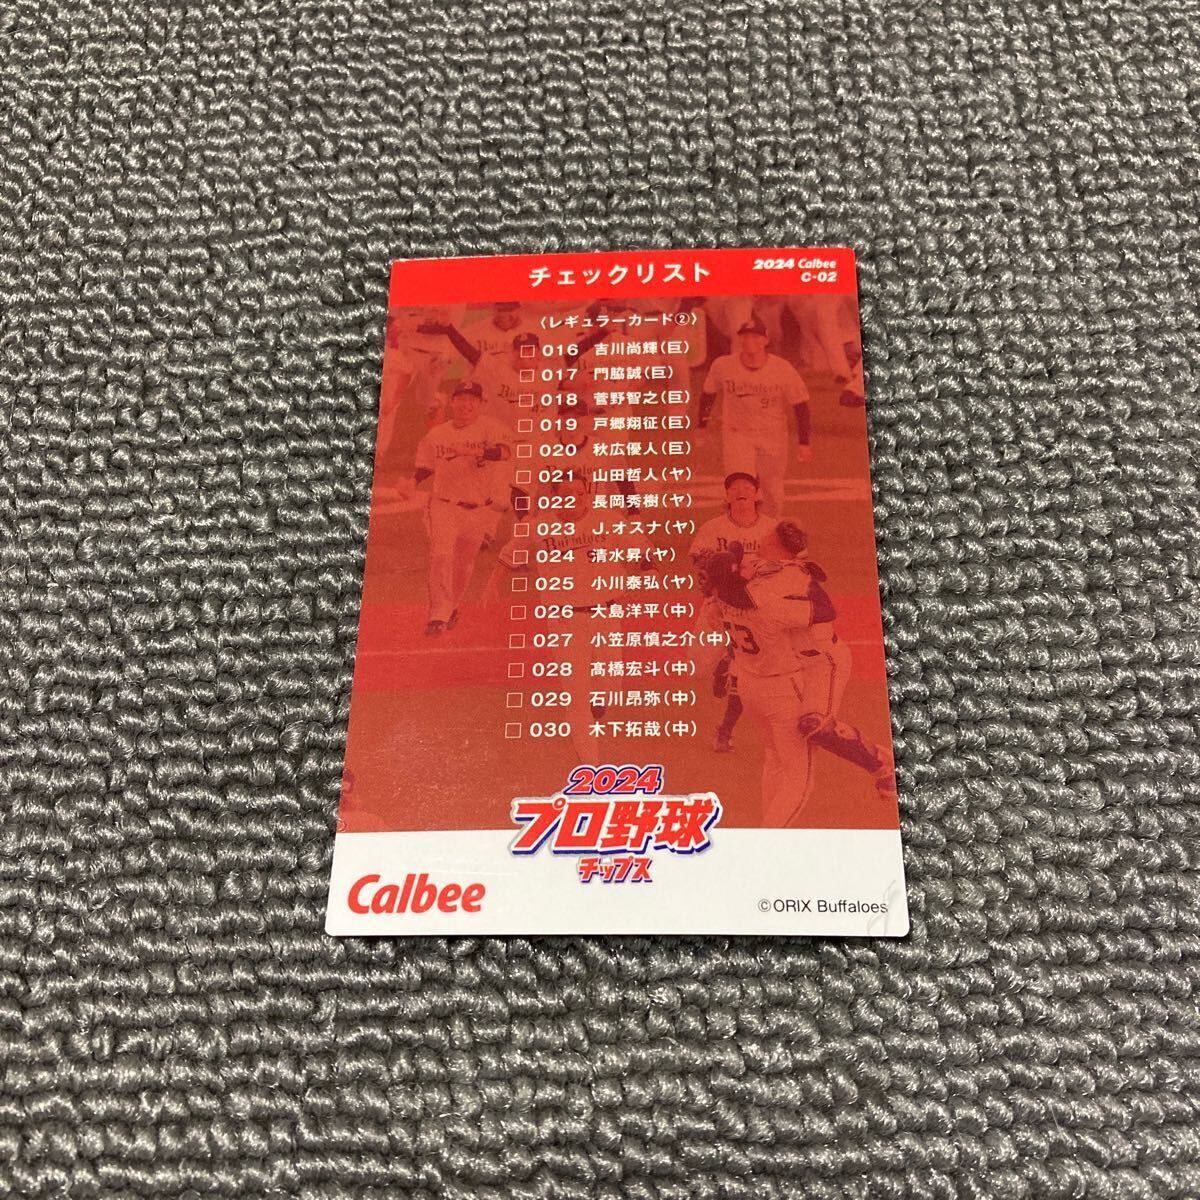 チェックリスト
2024 Calbee
C-02
〈レギュラーカード②〉
□ 016 吉川尚輝(巨)
□ 017 門脇誠(巨)
□ 018 菅野智之(巨)
□ 019 戸郷翔征(巨)
□ 020 秋広優人(巨)
□ 021 山田哲人(ヤ)
□ 022 長岡秀樹(ヤ)
□ 023 J.オスナ(ヤ)
□ 024 清水昇(ヤ)
□ 025 小川泰弘(ヤ)
□ 026 大島洋平(中)
□ 027 小笠原慎之介(中)
□ 028 髙橋宏斗(中)
□ 029 石川昂弥(中)
□ 030 木下拓哉(中)
2024
プロ野球
チップス
Calbee
©ORIX Buffaloes